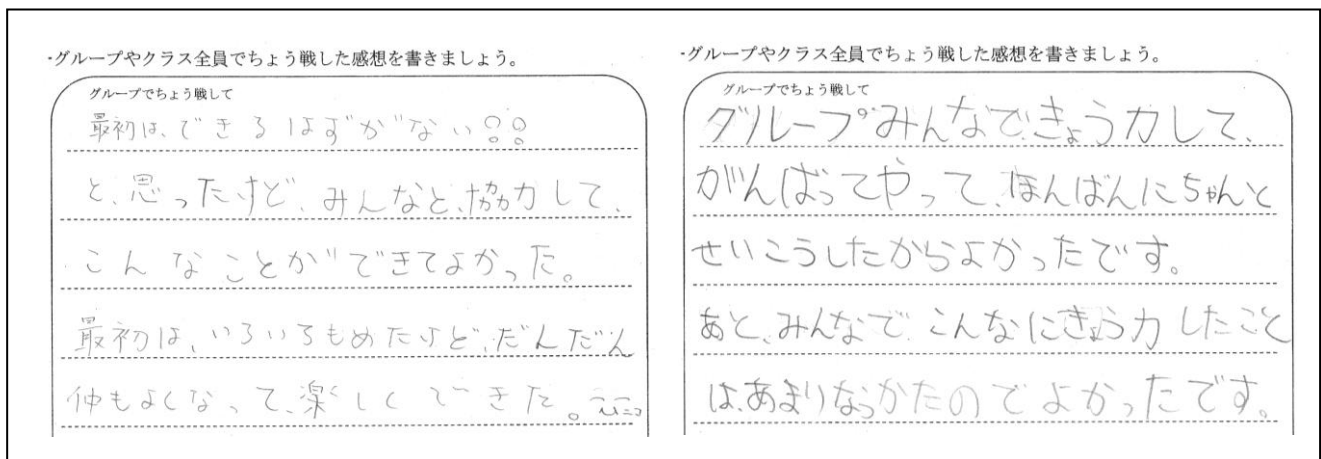 ・グループやクラス全員でちょう戦した感想を書きましょう。
グループでちょう戦して
最初は、できるはずがない??
と、思ったけど、みんなと、協力して、
こんなことができてよかった。
最初は、いろいろもめたけど、だんだん
仲もよくなって、楽しくできた。
・グループやクラス全員でちょう戦した感想を書きましょう。
グループでちょう戦して
グループみんなで、きょう力して、
がんばってやって、ほんばんにちゃんと
せいこうしたからよかったです。
あと、みんなで、こんなにきょう力したこと
は、あまりなっかたのでよかったです。